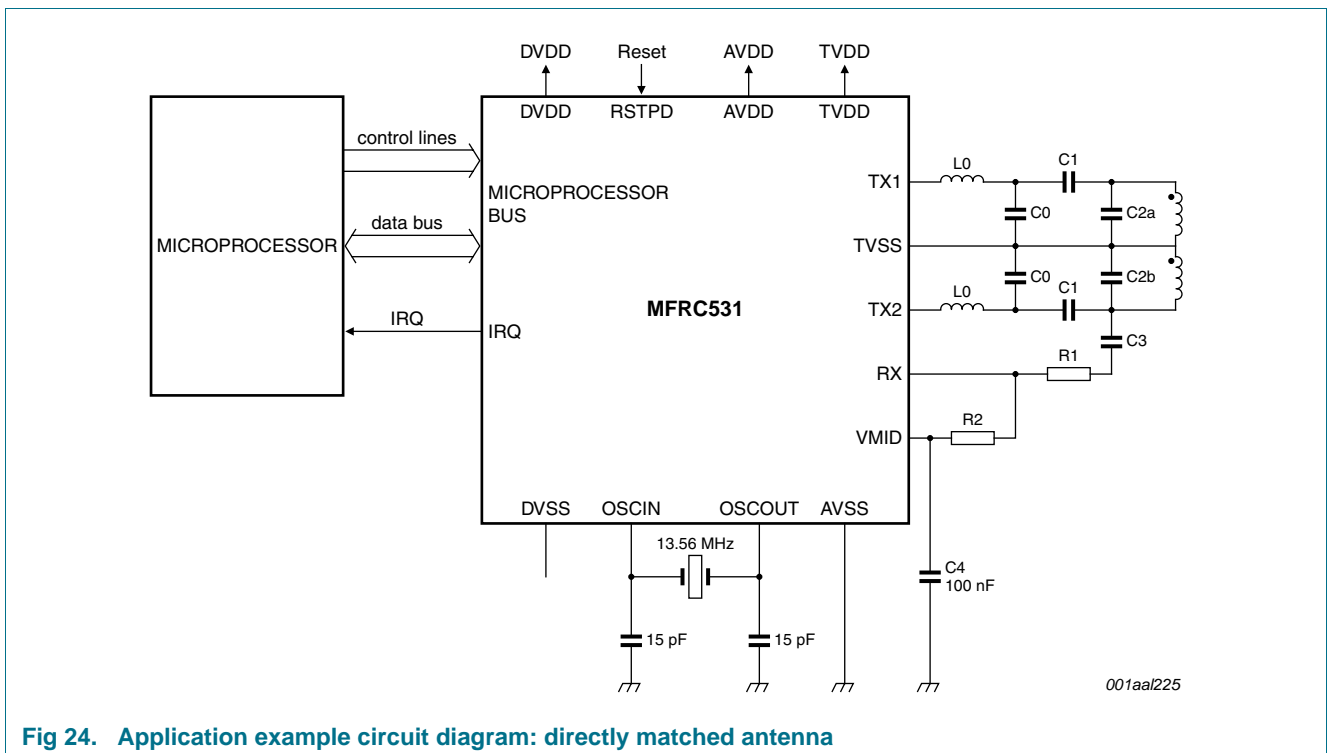 DVDD Reset AVDD TVDD
DVDD RSTPD AVDD TVDD
control lines
L0 C1
TX1
MICROPROCESSOR
BUS
C0 C2a
data bus
MICROPROCESSOR
TVSS
C0 C2b
L0 C1
MFRC531
TX2
IRQ
IRQ
C3
R1
RX
R2
VMID
DVSS OSCIN OSCOUT AVSS
13.56 MHz
C4
100 nF
15 pF 15 pF
001aal225
Fig 24. Application example circuit diagram: directly matched antenna